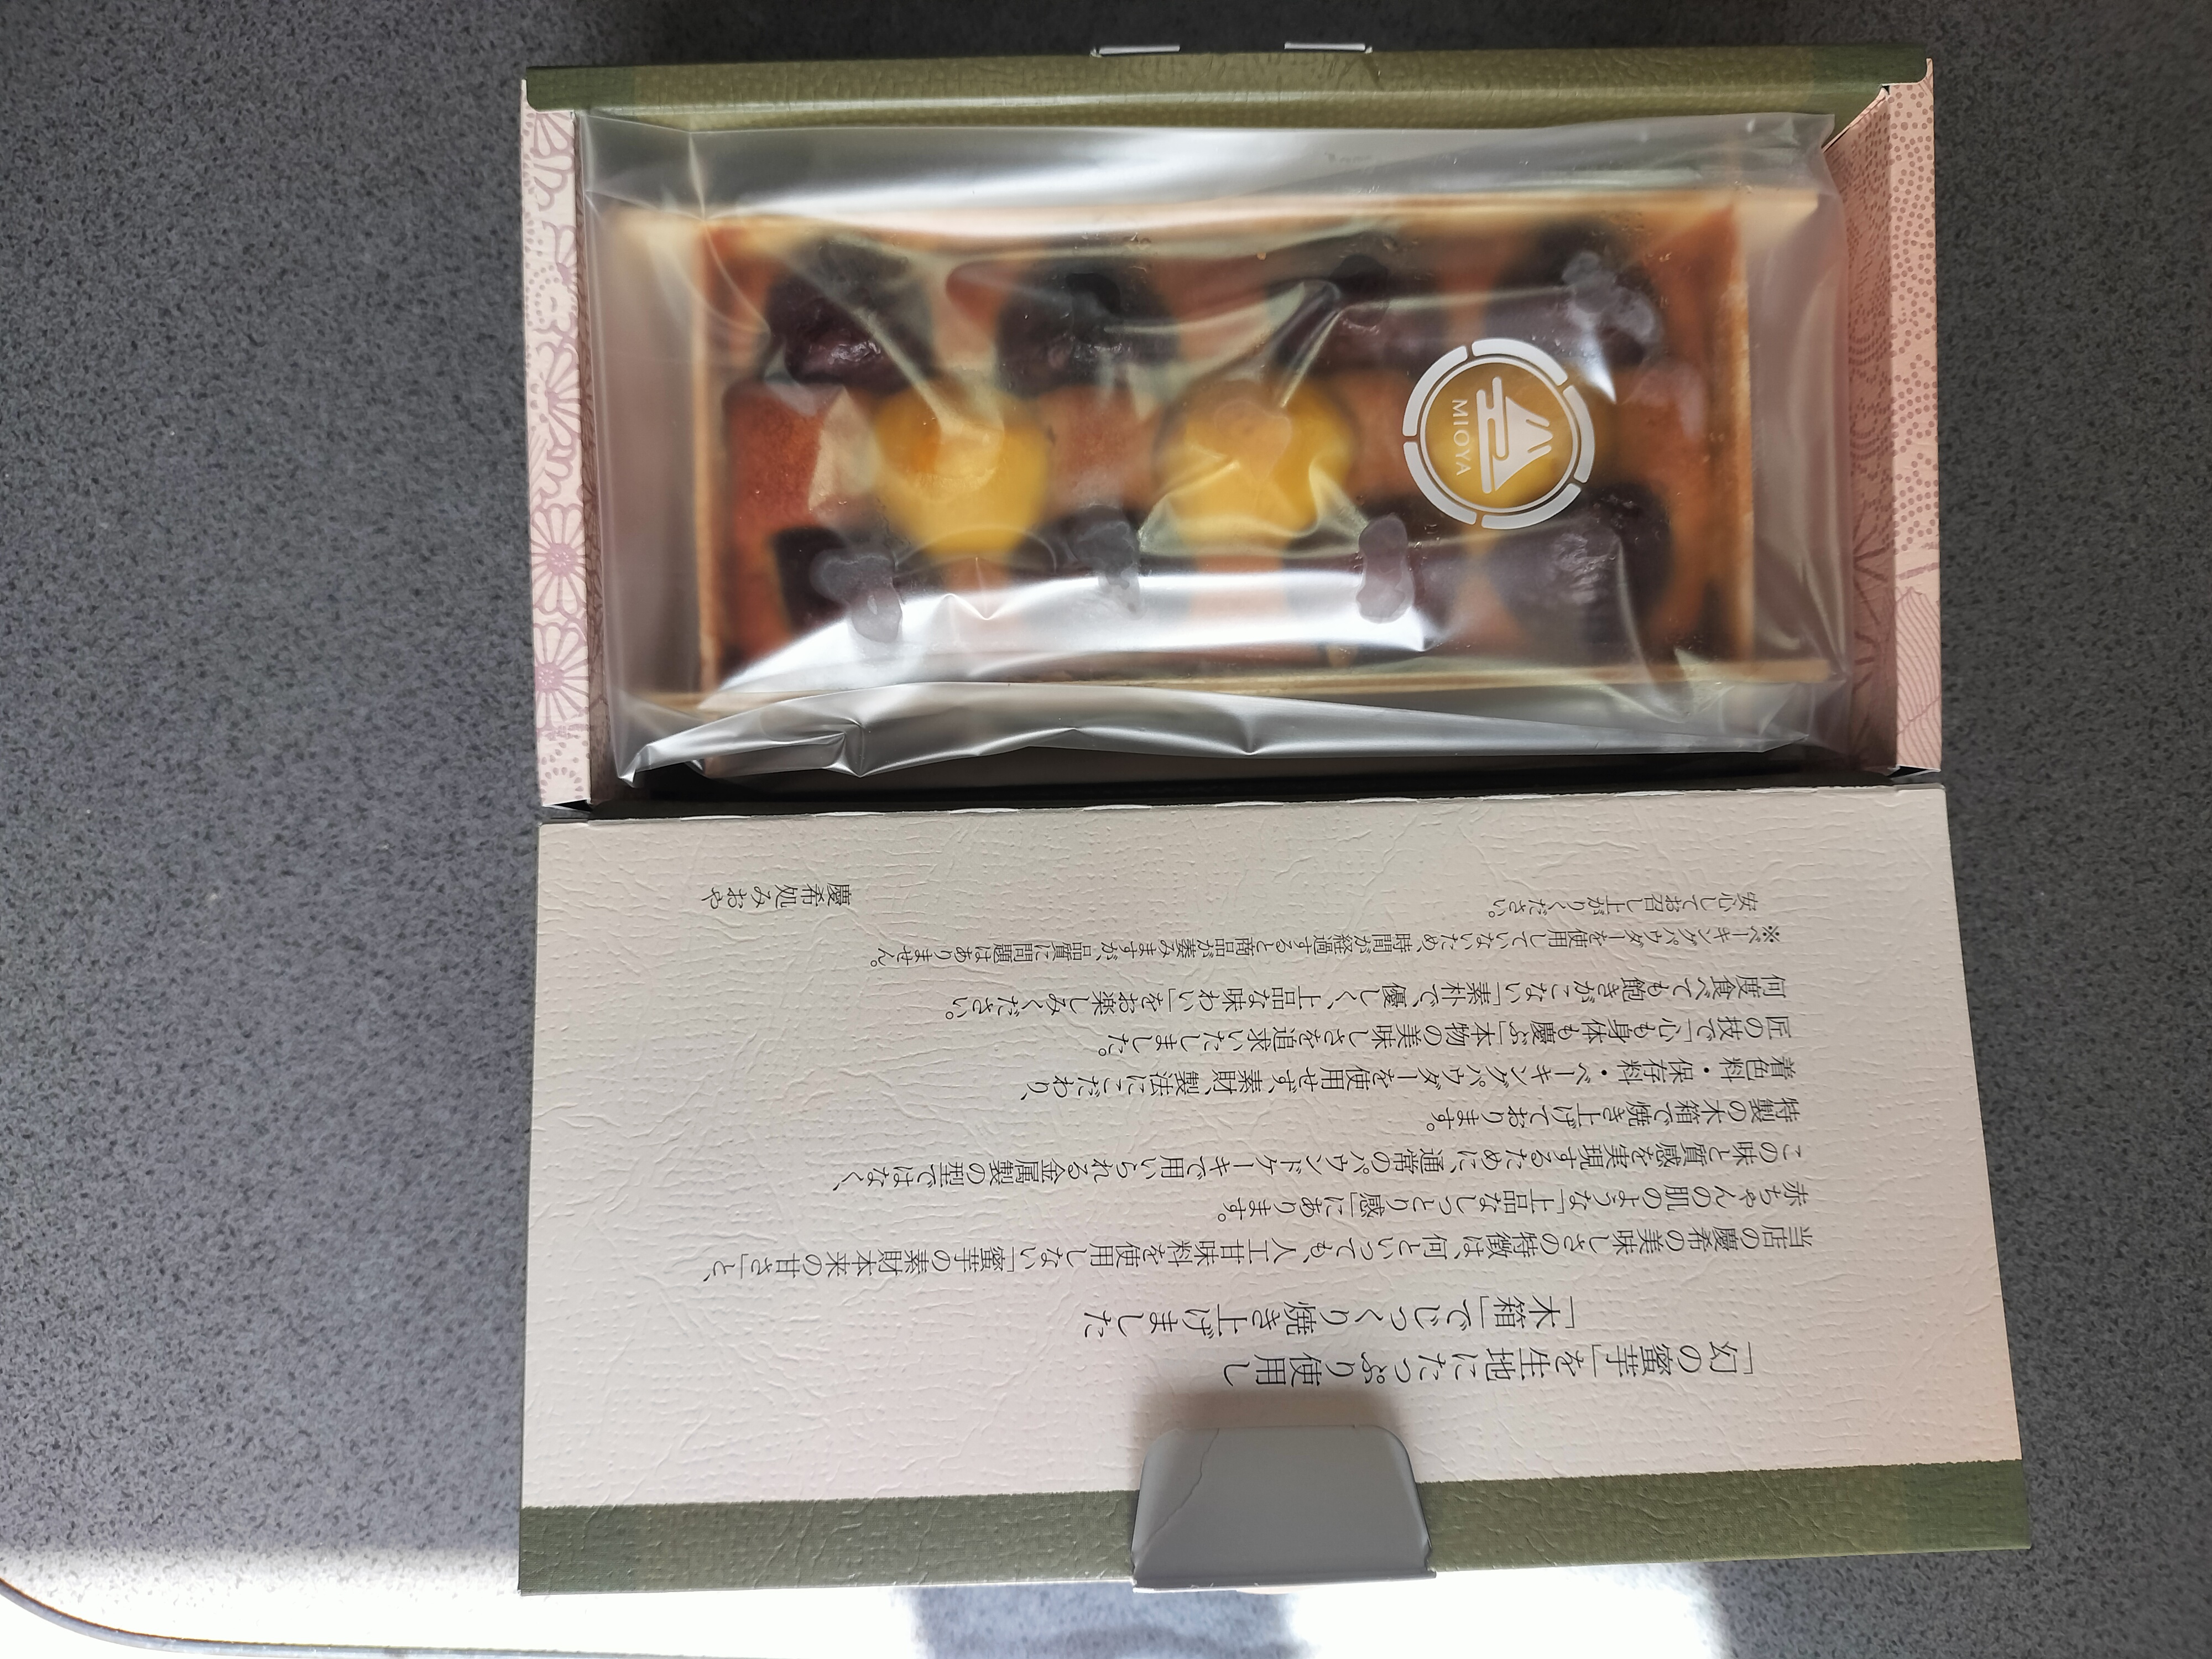 MIOYA
「幻の蜜芋」を生地にたっぷり使用し
「木箱」でじっくり焼き上げました
当店の慶希の美味しさの特徴は、何といっても、人工甘味料を使用しない「蜜芋の素材本来の甘さ」と、
赤ちゃんの肌のような「上品なしっとり感」にあります。
この味と質感を実現するために、通常のパウンドケーキで用いられる金属製の型ではなく、
特製の木箱で焼き上げております。
着色料・保存料・ベーキングパウダーを使用せず、素材、製法にこだわり、
匠の技で「心も身体も慶ぶ」本物の美味しさを追求いたしました。
何度食べても飽きがこない「素朴で、優しく、上品な味わい」をお楽しみください。
※ベーキングパウダーを使用していないため、時間が経過すると商品が萎みますが、品質に問題はありません。
安心してお召し上がりください。
慶希処みおや